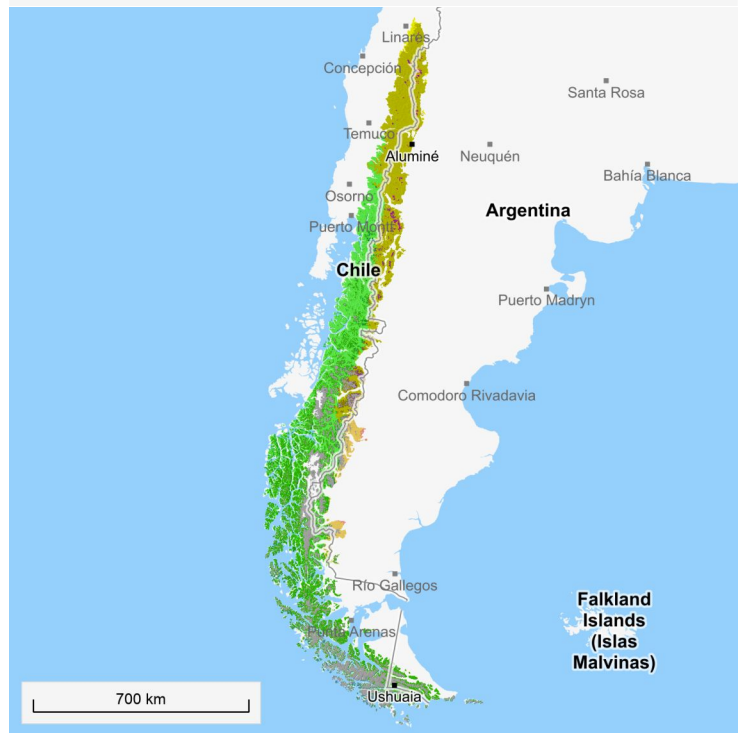 Linares
Concepción
Santa Rosa
Temuco
Aluminé
Neuquén
Bahía Blanca
Osorno
Argentina
Puerto Montt
Chile
Puerto Madryn
Comodoro Rivadavia
Río Gallegos
Falkland
Islands
(Islas
Malvinas)
Punta Arenas
Ushuaia
700 km